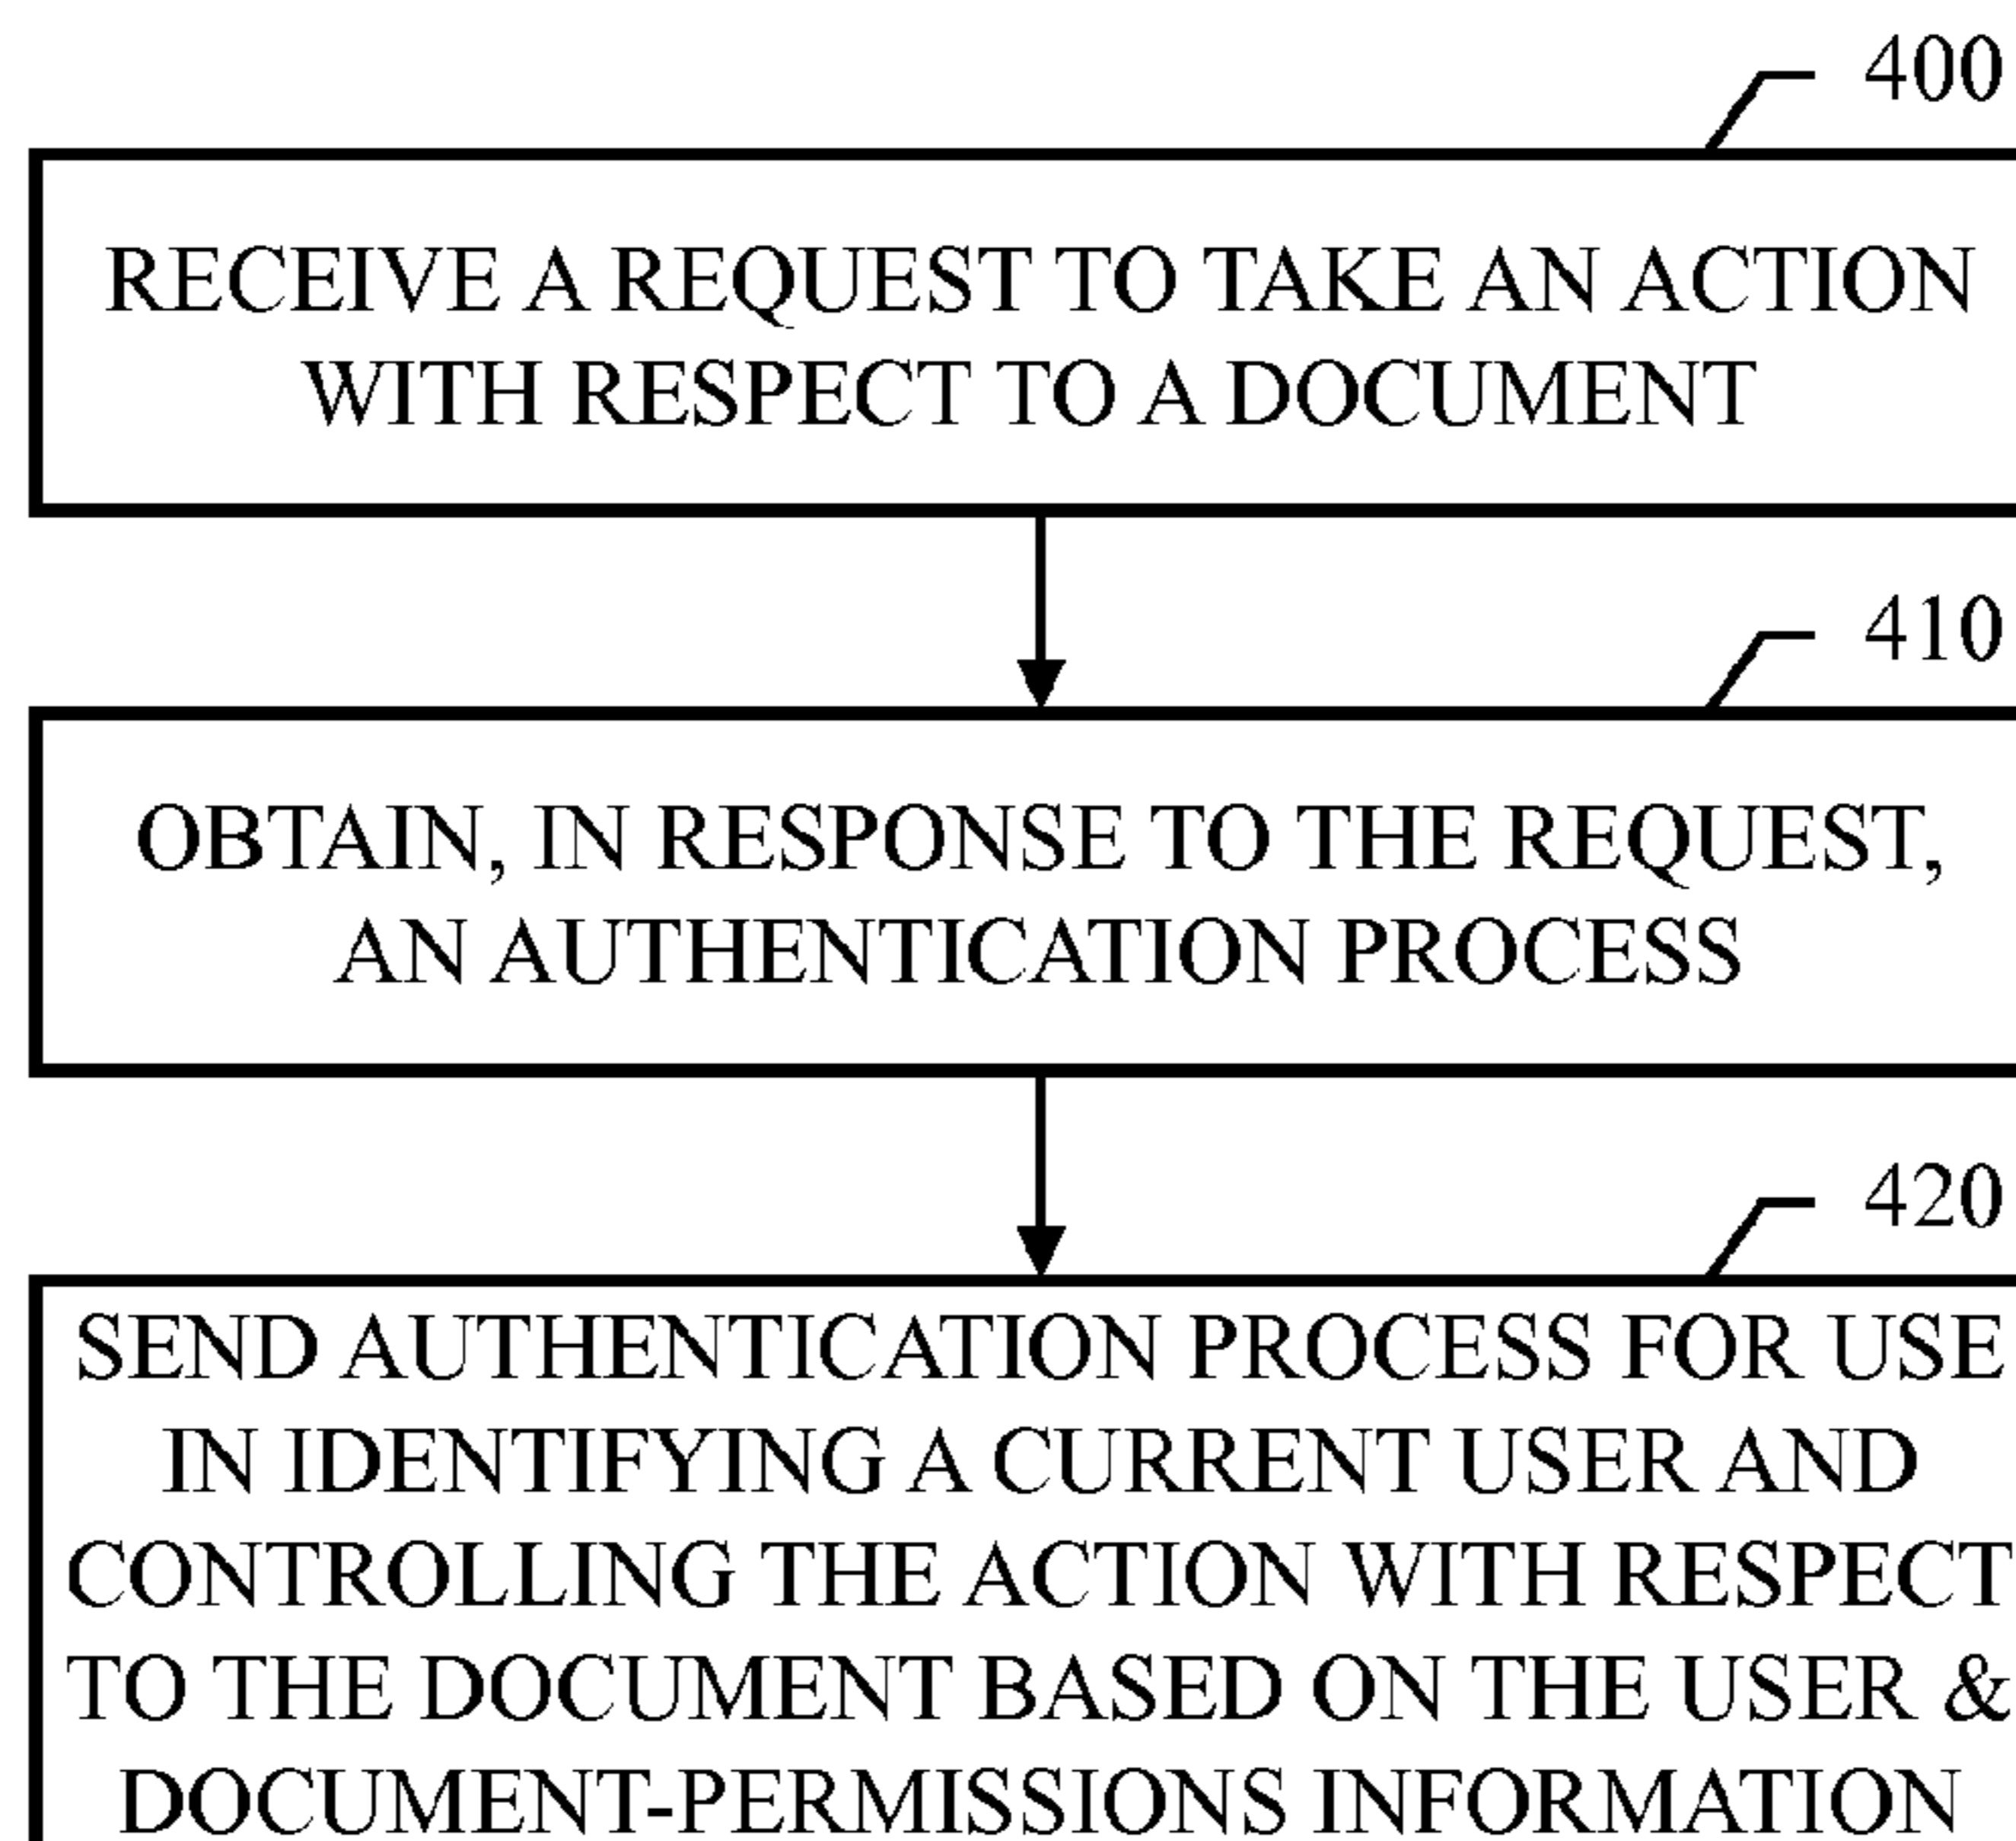 400
RECEIVE A REQUEST TO TAKE AN ACTION
WITH RESPECT TO A DOCUMENT
410
OBTAIN, IN RESPONSE TO THE REQUEST,
AN AUTHENTICATION PROCESS
420
SEND AUTHENTICATION PROCESS FOR USE
IN IDENTIFYING A CURRENT USER AND
CONTROLLING THE ACTION WITH RESPECT
TO THE DOCUMENT BASED ON THE USER &
DOCUMENT-PERMISSIONS INFORMATION